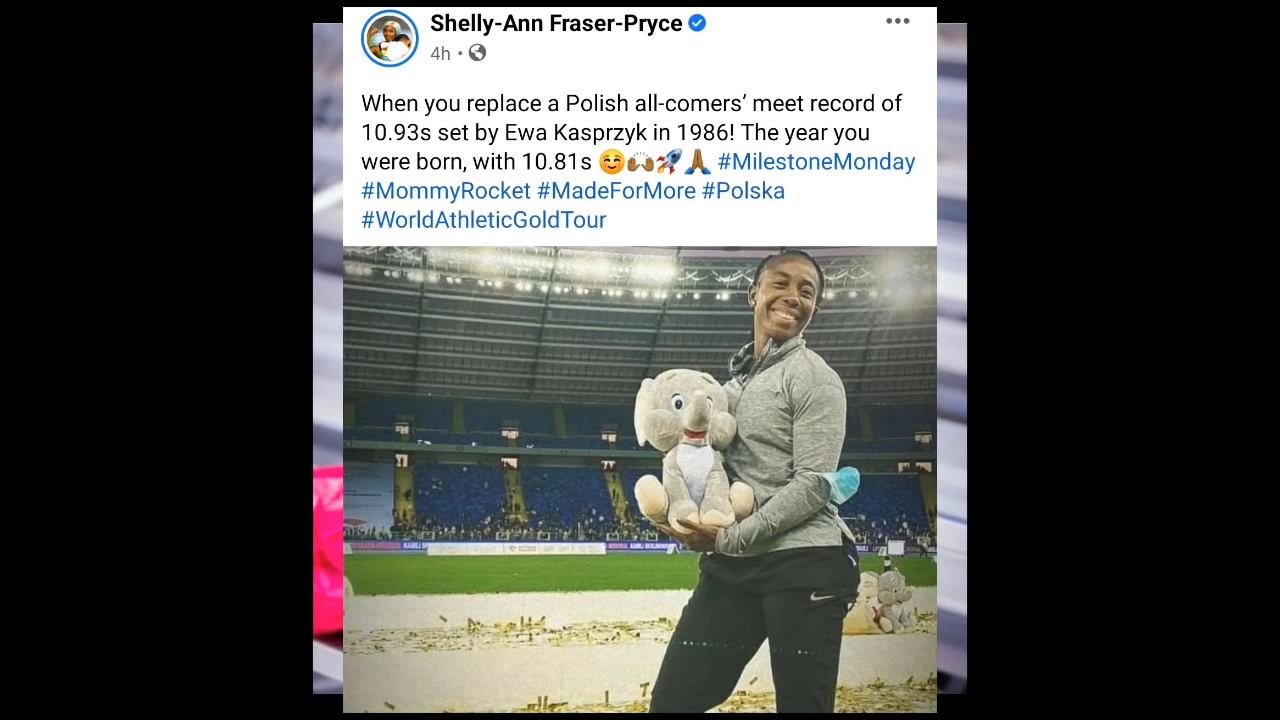 Shelly-Ann Fraser-Pryce
4h •
When you replace a Polish all-comers’ meet record of
10.93s set by Ewa Kasprzyk in 1986! The year you
were born, with 10.81s 😊🙌🏾🚀🙏🏾 #MilestoneMonday
#MommyRocket #MadeForMore #Polska
#WorldAthleticGoldTour